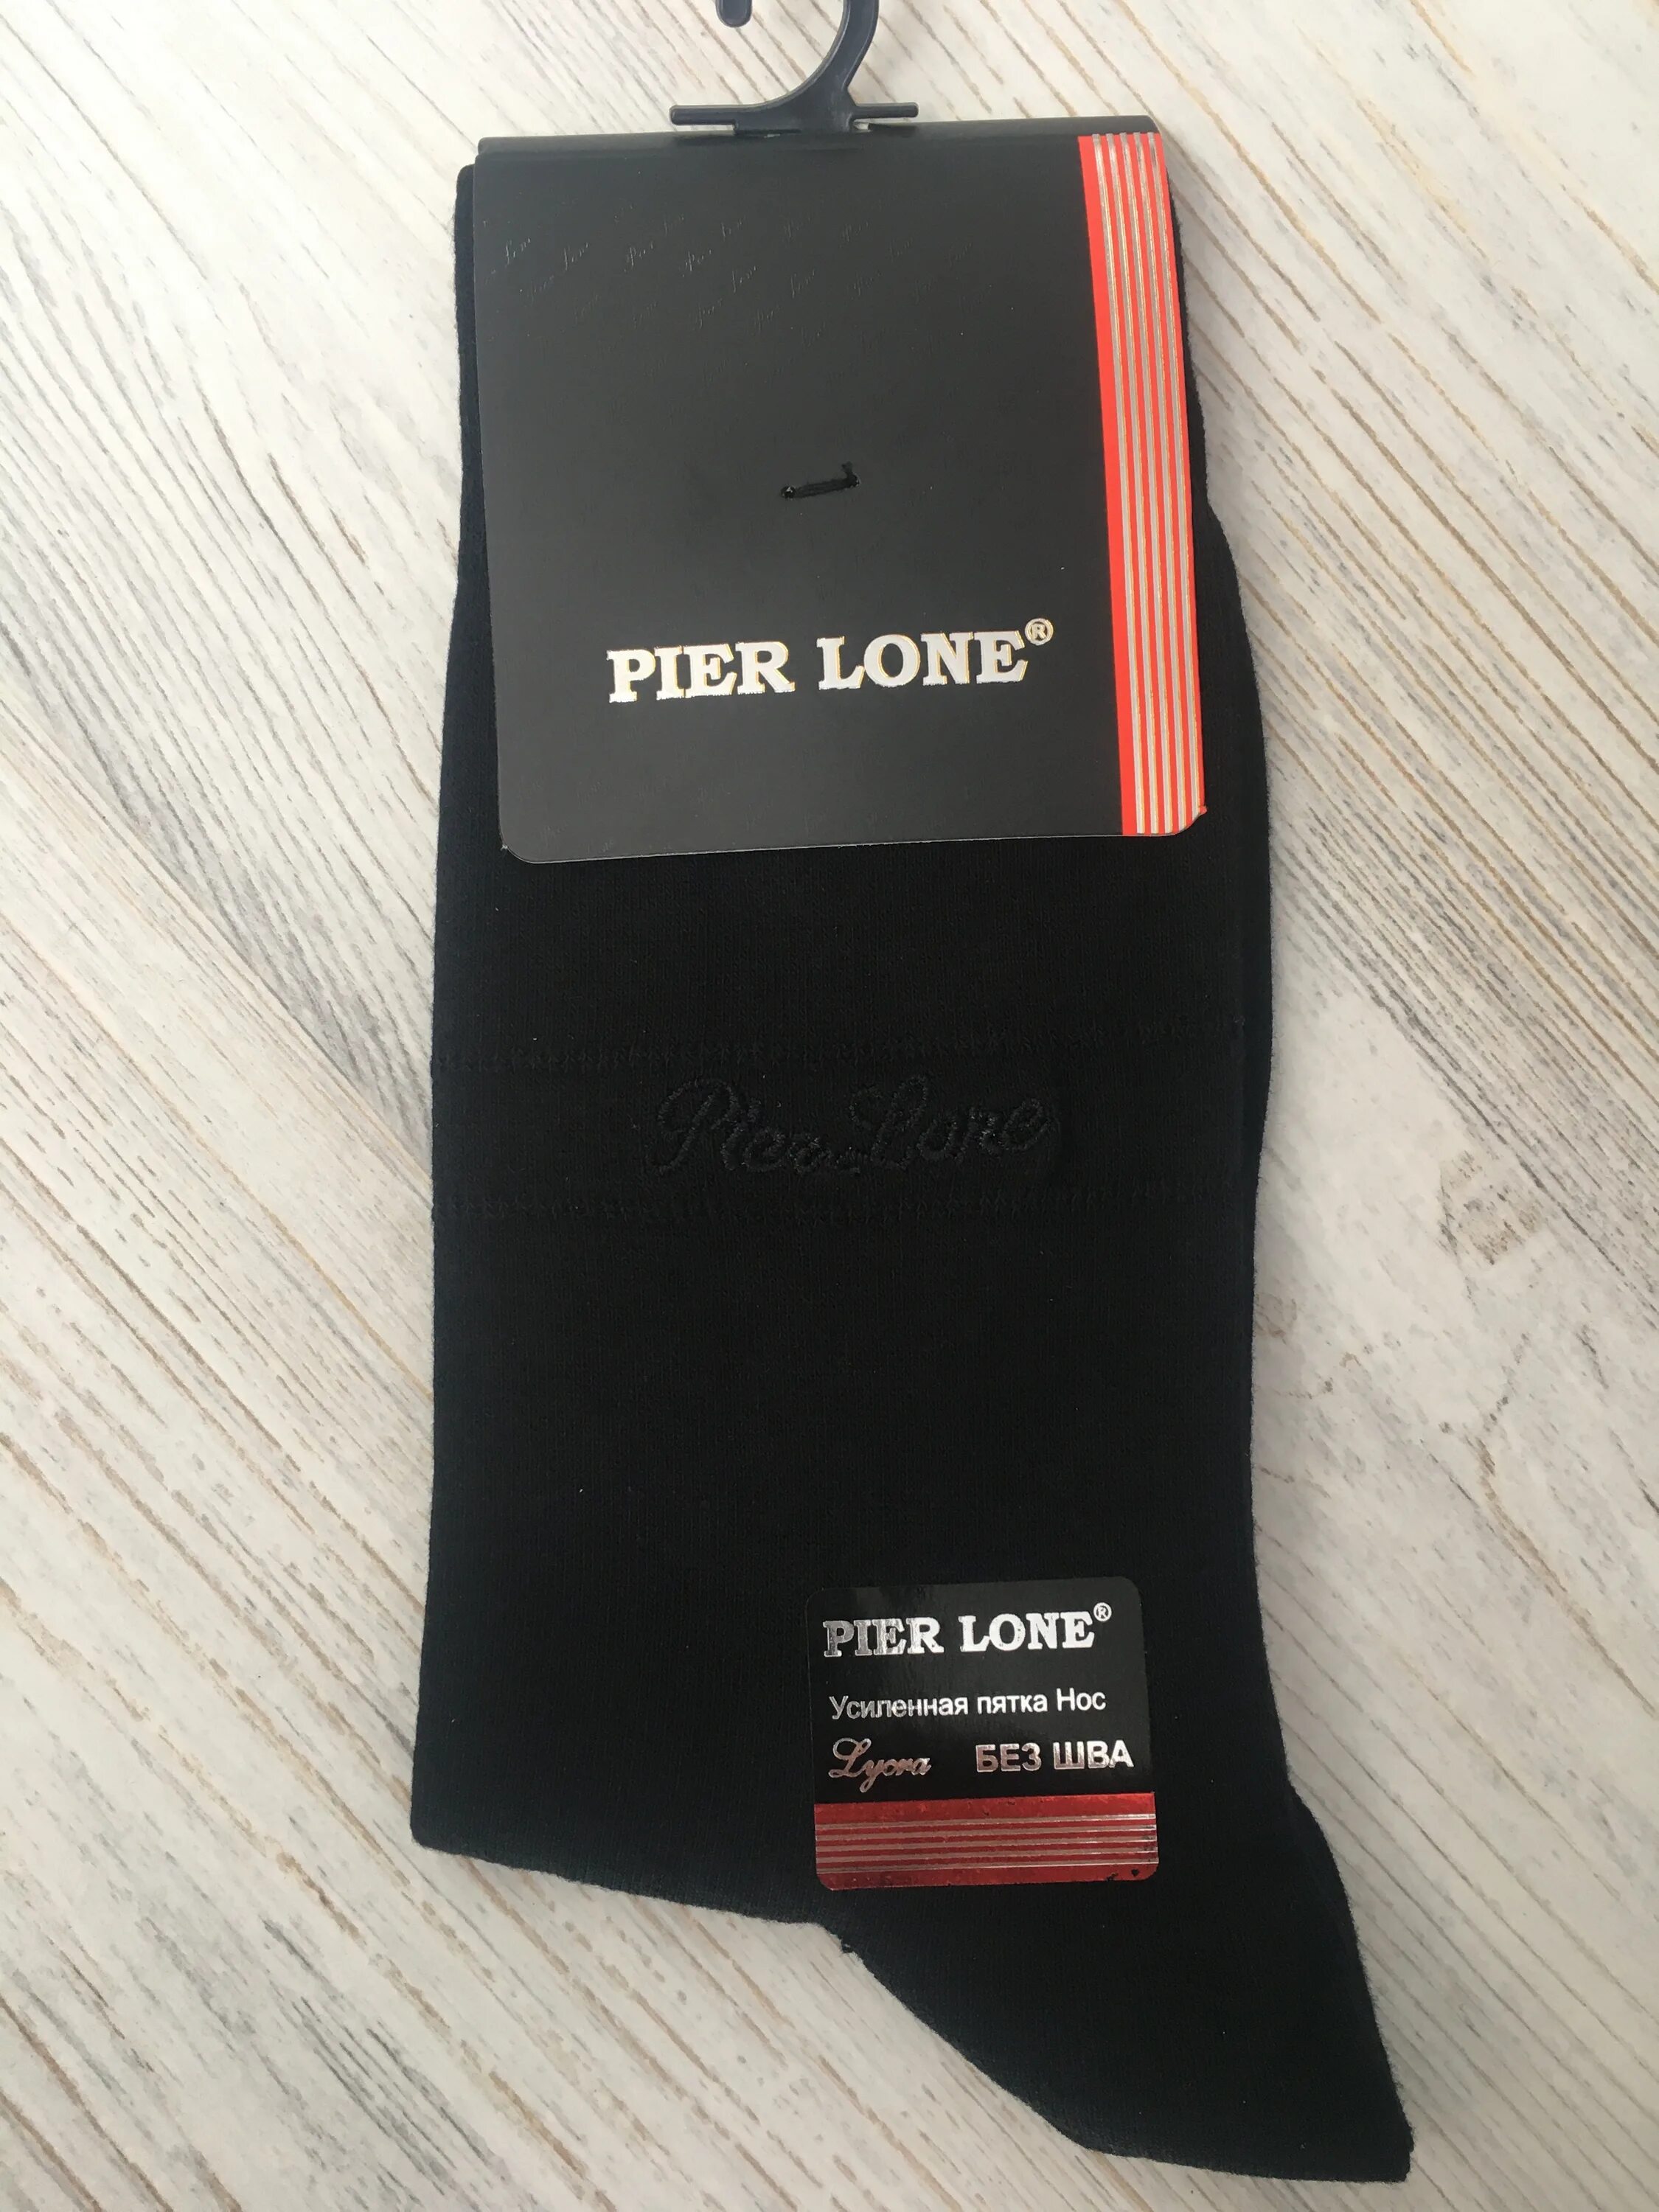 PIER LONE®
Pier Lone
PIER LONE®
Усиленная пятка Нос
Lycra БЕЗ ШВА